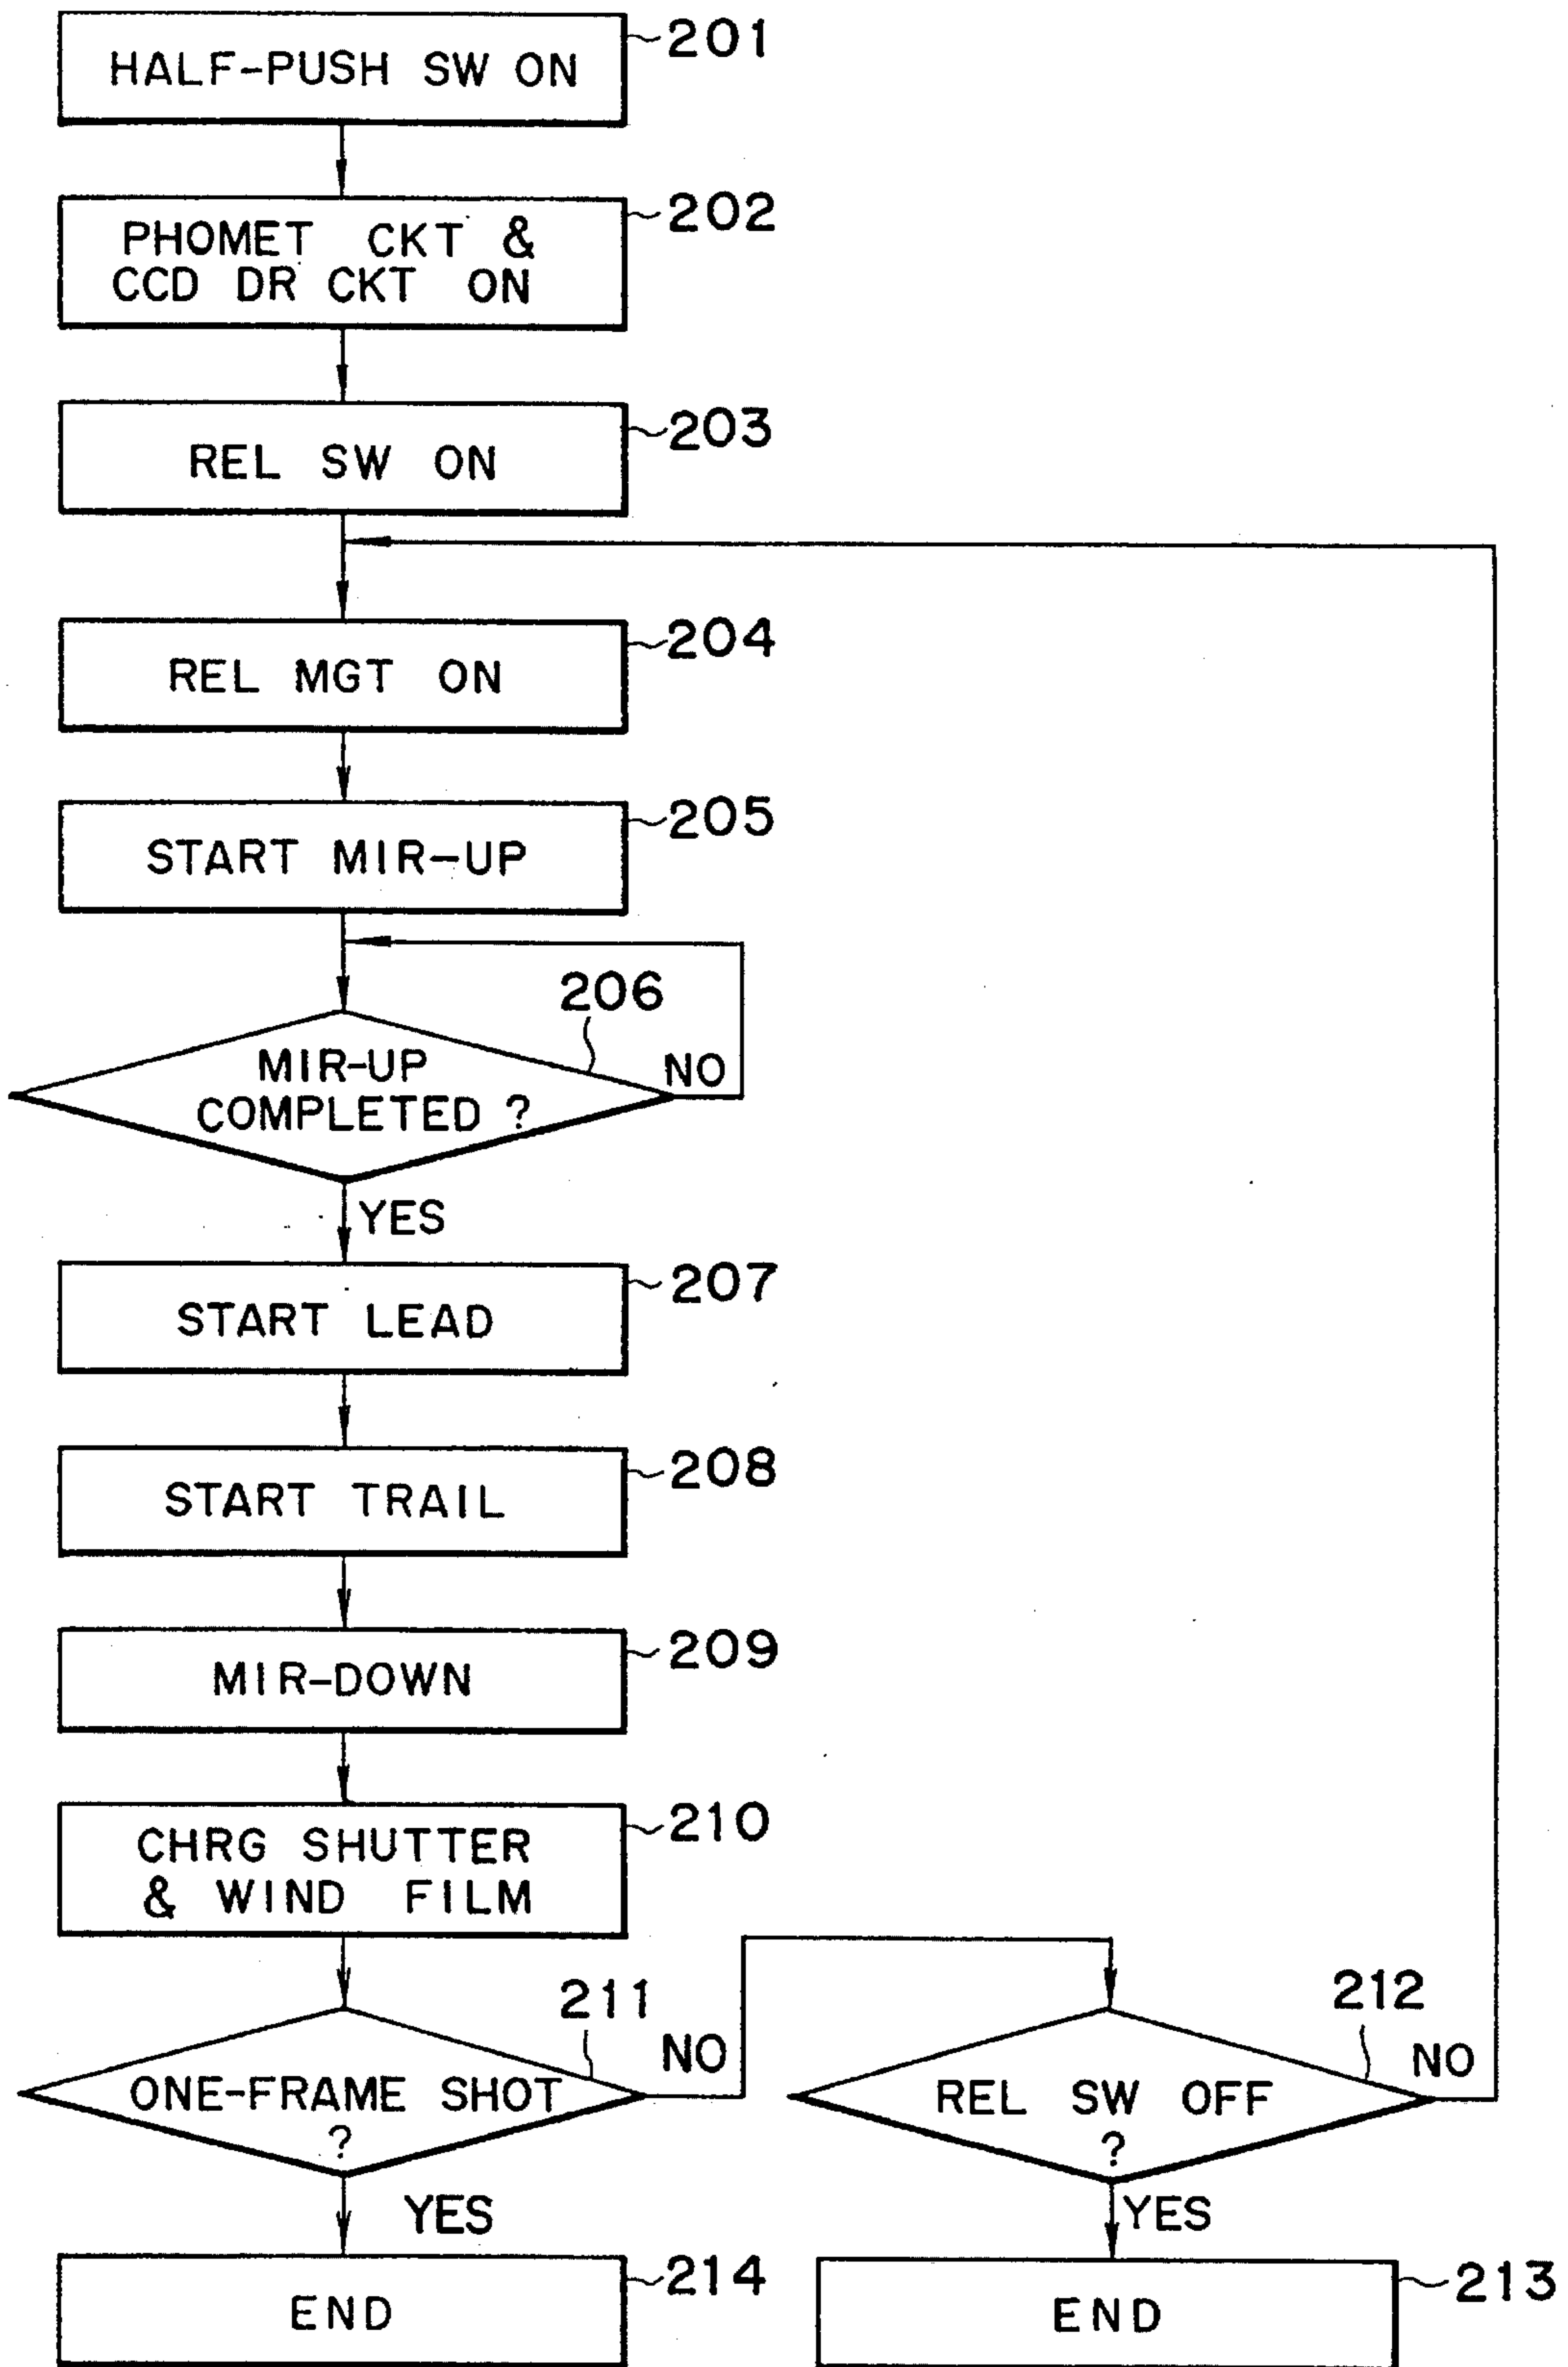 HALF-PUSH SW ON
201
PHOMET CKT &
CCD DR CKT ON
202
REL SW ON
203
REL MGT ON
204
START MIR-UP
205
206
MIR-UP
COMPLETED ?
NO
YES
START LEAD
207
START TRAIL
208
MIR-DOWN
209
CHRG SHUTTER
& WIND FILM
210
211
ONE-FRAME SHOT
?
NO
YES
212
REL SW OFF
?
NO
YES
END
214
END
213